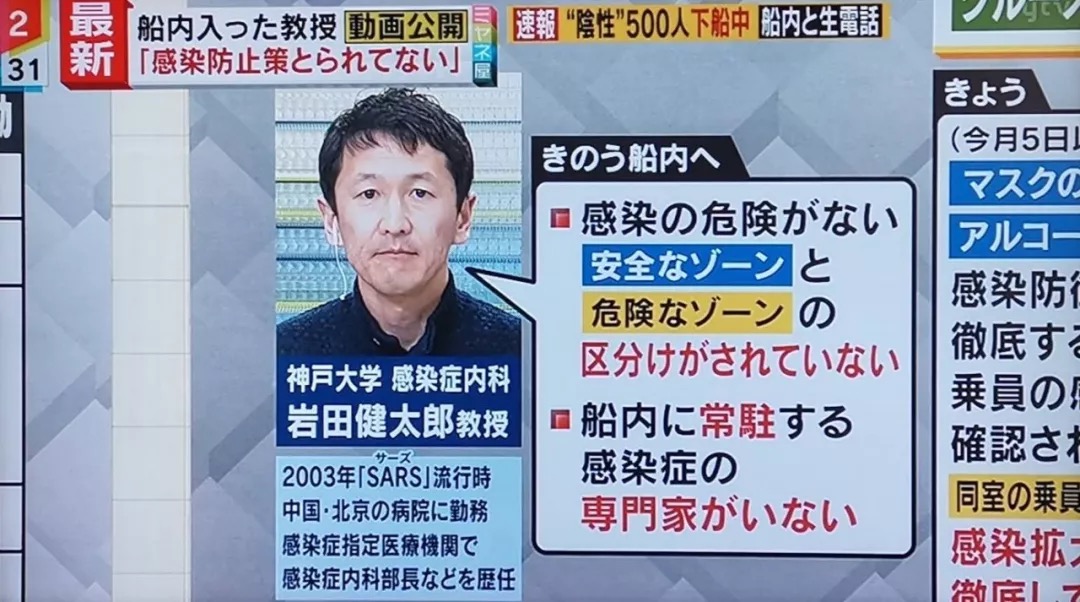 2
31
最新
船内入った教授 動画公開
「感染防止策とられてない」
ミヤネ屋
速報 “陰性”500人下船中 船内と生電話
gtv
きのう船内へ
感染の危険がない
安全なゾーンと
危険なゾーンの
区分けがされていない
船内に常駐する
感染症の
専門家がいない
神戸大学 感染症内科
岩田健太郎教授
サーズ
2003年「SARS」流行時
中国・北京の病院に勤務
感染症指定医療機関で
感染症内科部長などを歴任
きょう
(今月5日
マスクの
アルコー
感染防
徹底する
乗員の
確認され
同室の乗員
感染拡
徹底して